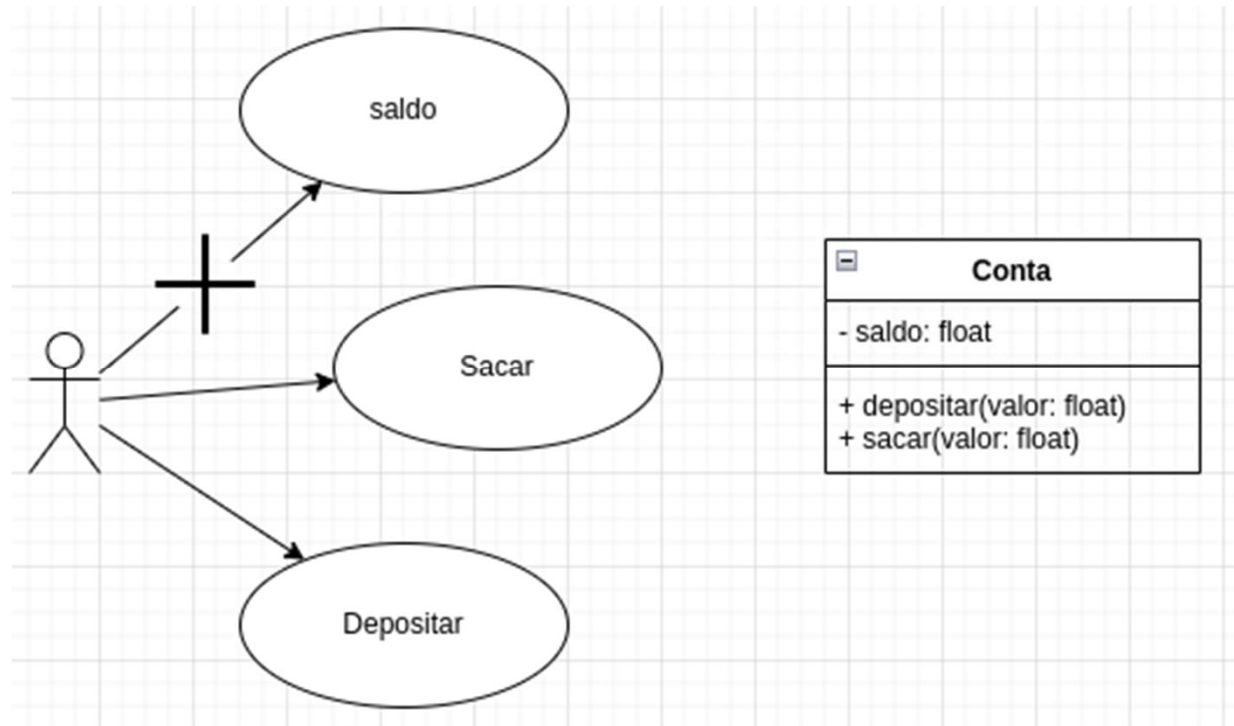 saldo
Sacar
Depositar
Conta
- saldo: float
+ depositar(valor: float)
+ sacar(valor: float)